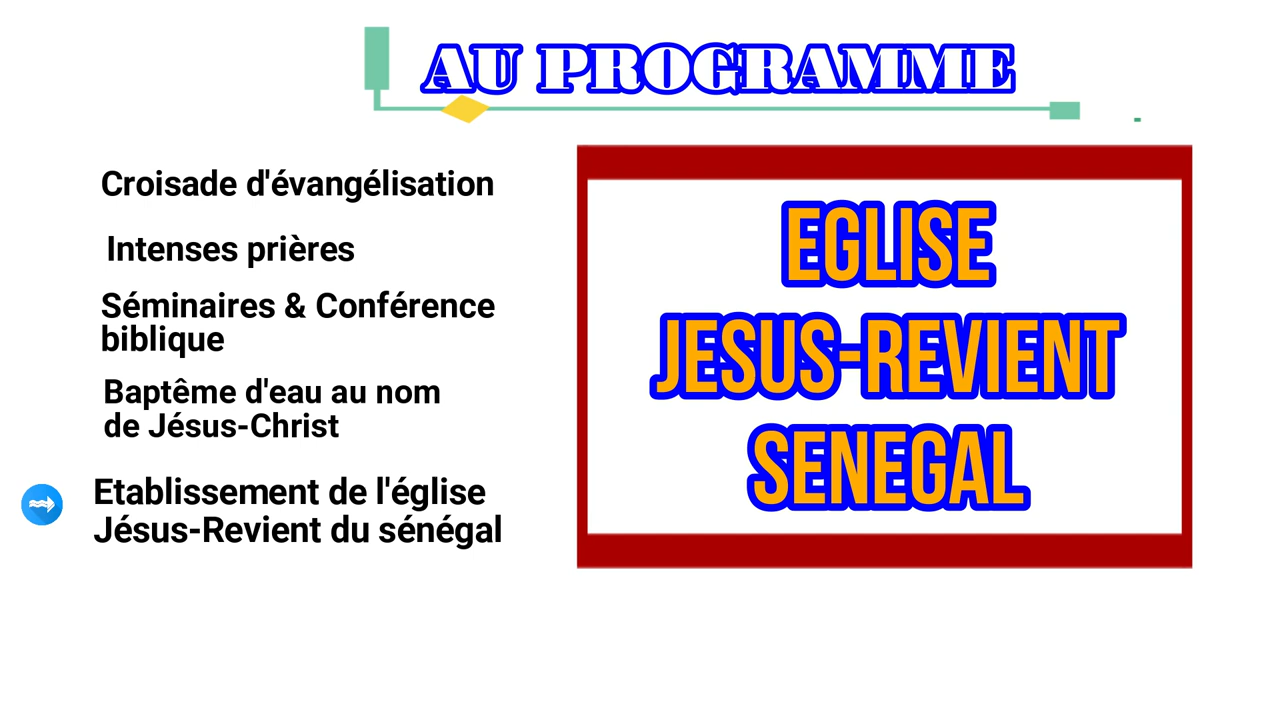 AU PROGRAMME
Croisade d'évangélisation
Intenses prières
Séminaires & Conférence
biblique
Baptême d'eau au nom
de Jésus-Christ
Etablissement de l'église
Jésus-Revient du sénégal
EGLISE
JESUS-REVIENT
SENEGAL